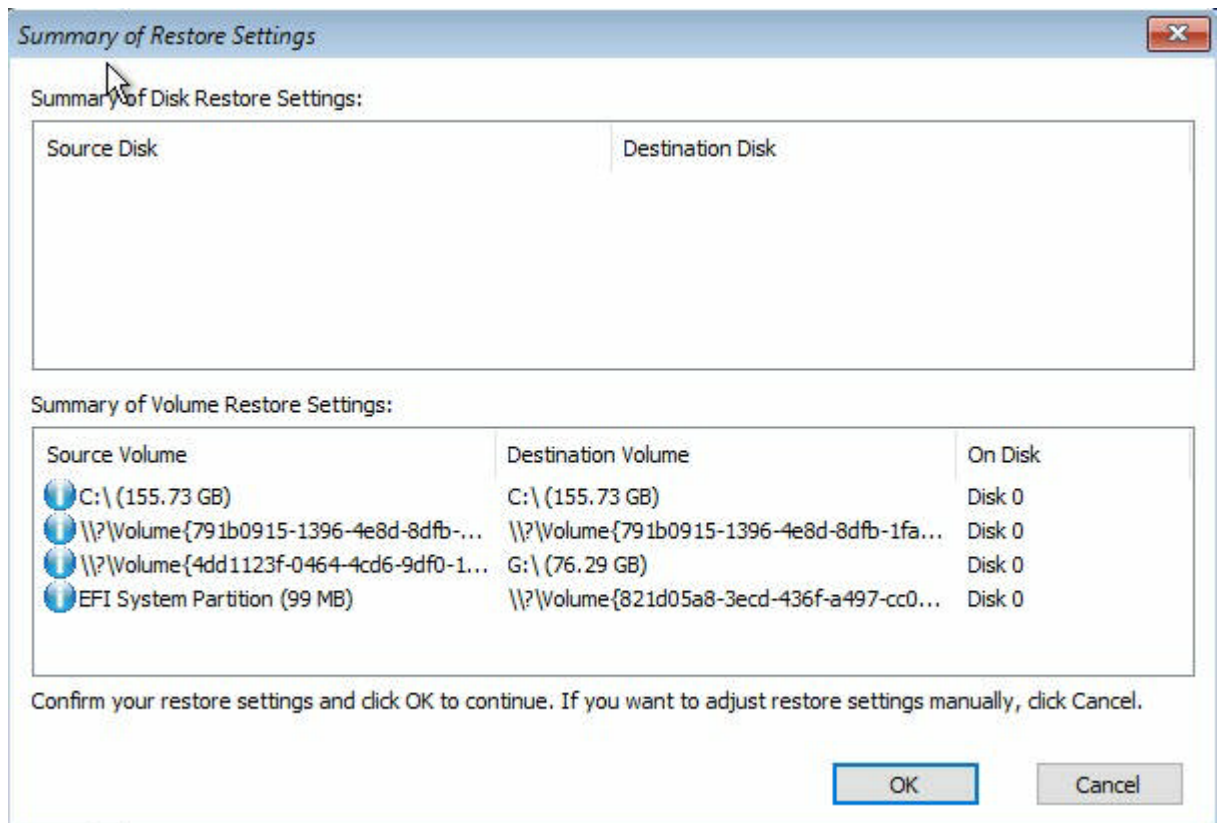 Summary of Restore Settings
Summary of Disk Restore Settings:
Source Disk Destination Disk
Summary of Volume Restore Settings:
Source Volume Destination Volume On Disk
C:\ (155.73 GB) C:\ (155.73 GB) Disk 0
\\?\Volume{791b0915-1396-4e8d-8dfb-... \\?\Volume{791b0915-1396-4e8d-8dfb-1fa... Disk 0
\\?\Volume{4dd1123f-0464-4cd6-9df0-1... G:\ (76.29 GB) Disk 0
EFI System Partition (99 MB) \\?\Volume{821d05a8-3ecd-436f-a497-cc0... Disk 0
Confirm your restore settings and click OK to continue. If you want to adjust restore settings manually, click Cancel.
OK Cancel